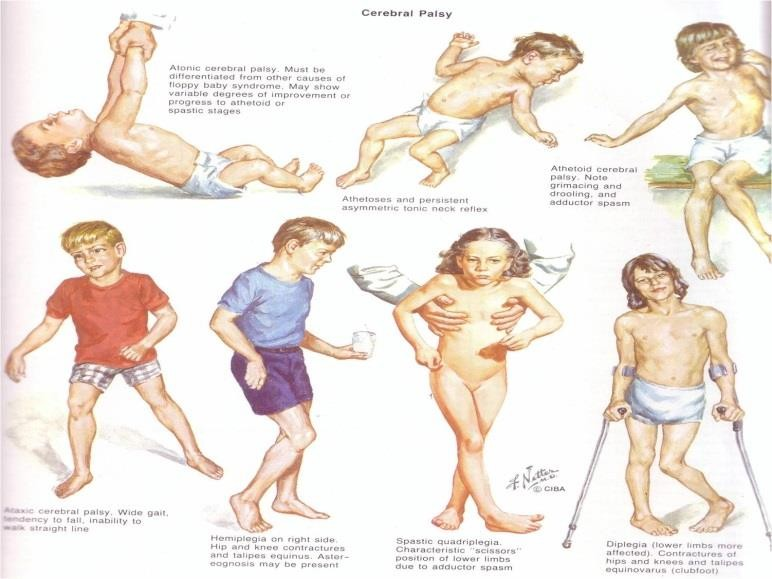 Cerebral Palsy
Atonic cerebral palsy. Must be
differentiated from other causes of
floppy baby syndrome. May show
variable degrees of improvement or
progress to athetoid or
spastic stages
Athetoses and persistent
asymmetric tonic neck reflex
Athetoid cerebral
palsy. Note
grimacing and
drooling, and
adductor spasm
Ataxic cerebral palsy. Wide gait,
tendency to fall, inability to
walk straight line
Hemiplegia on right side.
Hip and knee contractures
and talipes equinus. Aster-
eognosis may be present
Spastic quadriplegia.
Characteristic "scissors"
position of lower limbs
due to adductor spasm
F. Netter
M.D.
© CIBA
Diplegia (lower limbs more
affected). Contractures of
hips and knees and talipes
equinovarus (clubfoot)